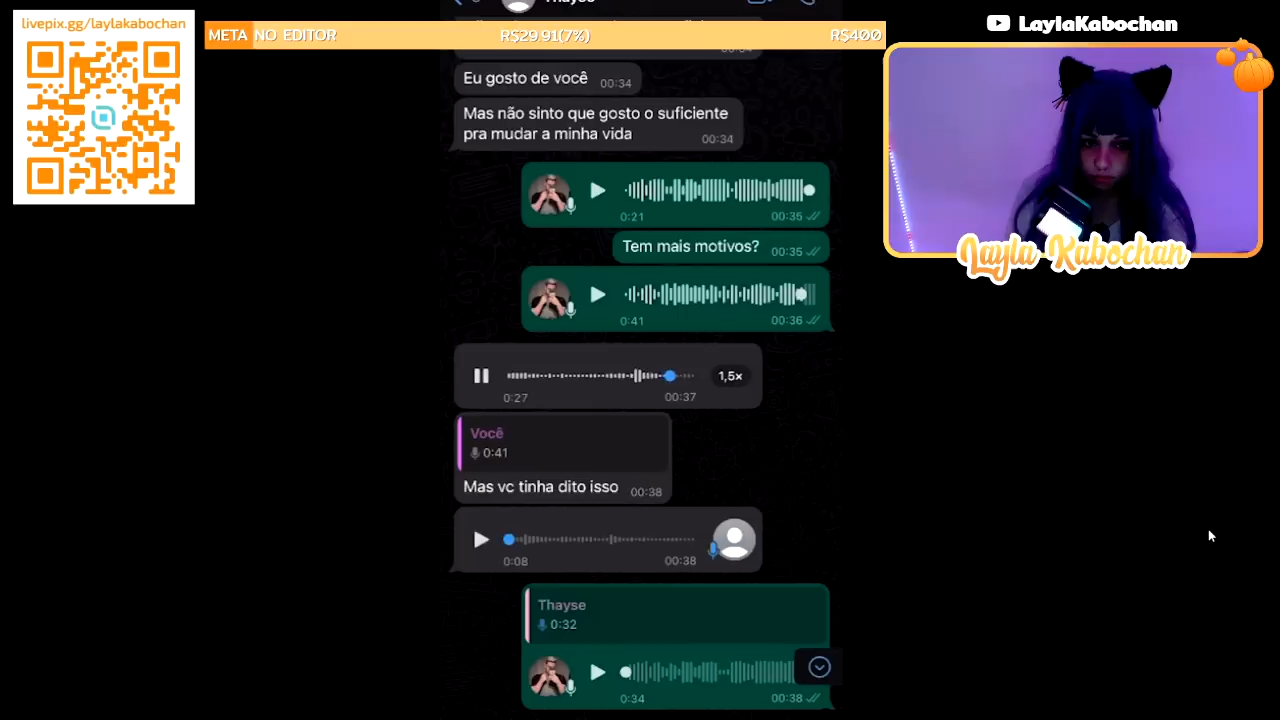 livepix.gg/laylakabochan
META NO EDITOR
R$29.91(7%)
R$400
LaylaKabochan
Layla Kabochan
Eu gosto de você 00:34
Mas não sinto que gosto o suficiente
pra mudar a minha vida 00:34
0:21 00:35
Tem mais motivos? 00:35
0:41 00:36
1,5×
0:27 00:37
Você
0:41
Mas vc tinha dito isso 00:38
0:08 00:38
Thayse
0:32
0:34 00:38